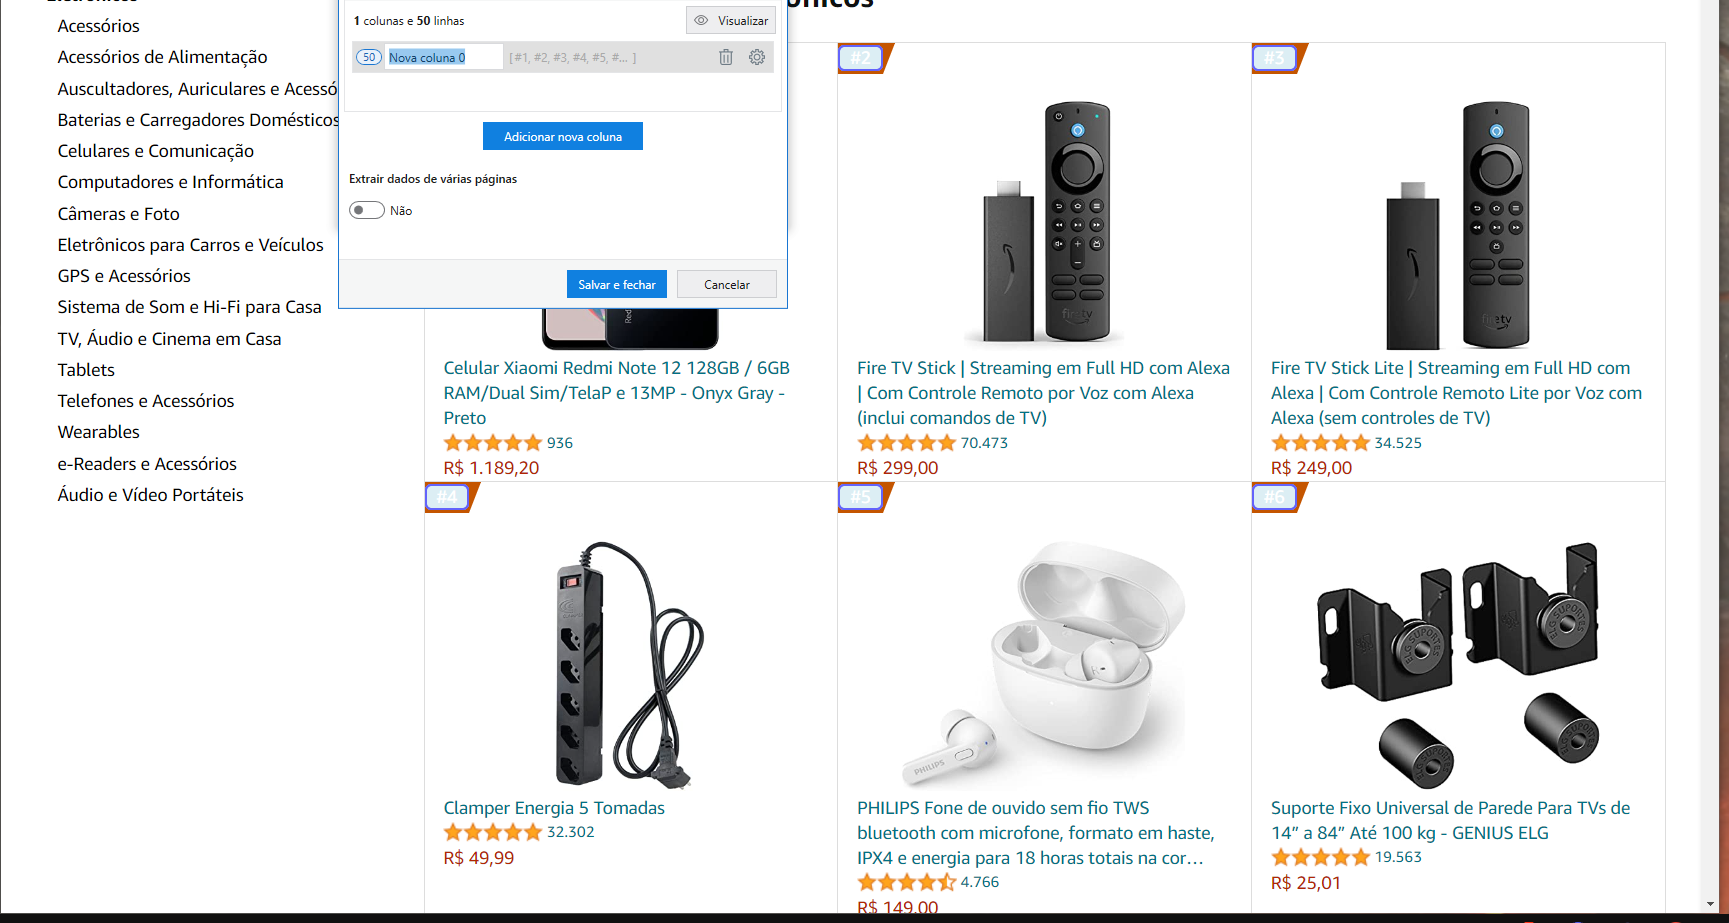 Acessórios
Acessórios de Alimentação
Auscultadores, Auriculares e Acessó
Baterias e Carregadores Domésticos
Celulares e Comunicação
Computadores e Informática
Câmeras e Foto
Eletrônicos para Carros e Veículos
GPS e Acessórios
Sistema de Som e Hi-Fi para Casa
TV, Áudio e Cinema em Casa
Tablets
Telefones e Acessórios
Wearables
e-Readers e Acessórios
Áudio e Vídeo Portáteis
ônicos
1 colunas e 50 linhas
Visualizar
50 Nova coluna 0 [ #1, #2, #3, #4, #5, #... ]
Adicionar nova coluna
Extrair dados de várias páginas
Não
Salvar e fechar
Cancelar
Red
Celular Xiaomi Redmi Note 12 128GB / 6GB
RAM/Dual Sim/TelaP e 13MP - Onyx Gray -
Preto
936
R$ 1.189,20
#2
firetv
Fire TV Stick | Streaming em Full HD com Alexa
| Com Controle Remoto por Voz com Alexa
(inclui comandos de TV)
70.473
R$ 299,00
#3
firetv
Fire TV Stick Lite | Streaming em Full HD com
Alexa | Com Controle Remoto Lite por Voz com
Alexa (sem controles de TV)
34.525
R$ 249,00
#4
Clamper Energia 5 Tomadas
32.302
R$ 49,99
#5
PHILIPS
PHILIPS Fone de ouvido sem fio TWS
bluetooth com microfone, formato em haste,
IPX4 e energia para 18 horas totais na cor…
4.766
R$ 149,00
#6
ELG SUPORTES
ELG SUPORTES
Suporte Fixo Universal de Parede Para TVs de
14” a 84” Até 100 kg - GENIUS ELG
19.563
R$ 25,01